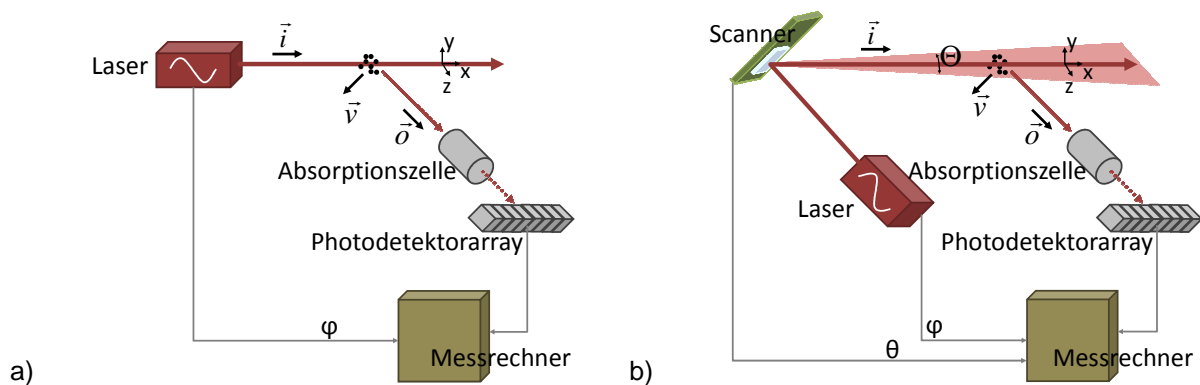 Laser
i
y
x
z
v
o
Absorptionszelle
Photodetektorarray
φ
Messrechner
a)
Scanner
i
Θ
y
x
z
v
o
Absorptionszelle
Laser
Photodetektorarray
φ
θ
Messrechner
b)